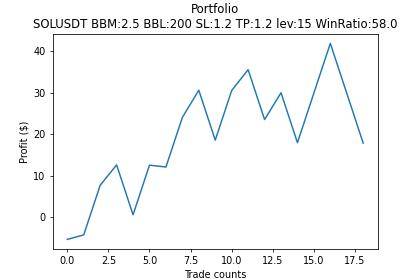 Portfolio
SOLUSDT BBM:2.5 BBL:200 SL:1.2 TP:1.2 lev:15 WinRatio:58.0
40
30
20
10
0
Profit ($)
0.0 2.5 5.0 7.5 10.0 12.5 15.0 17.5
Trade counts